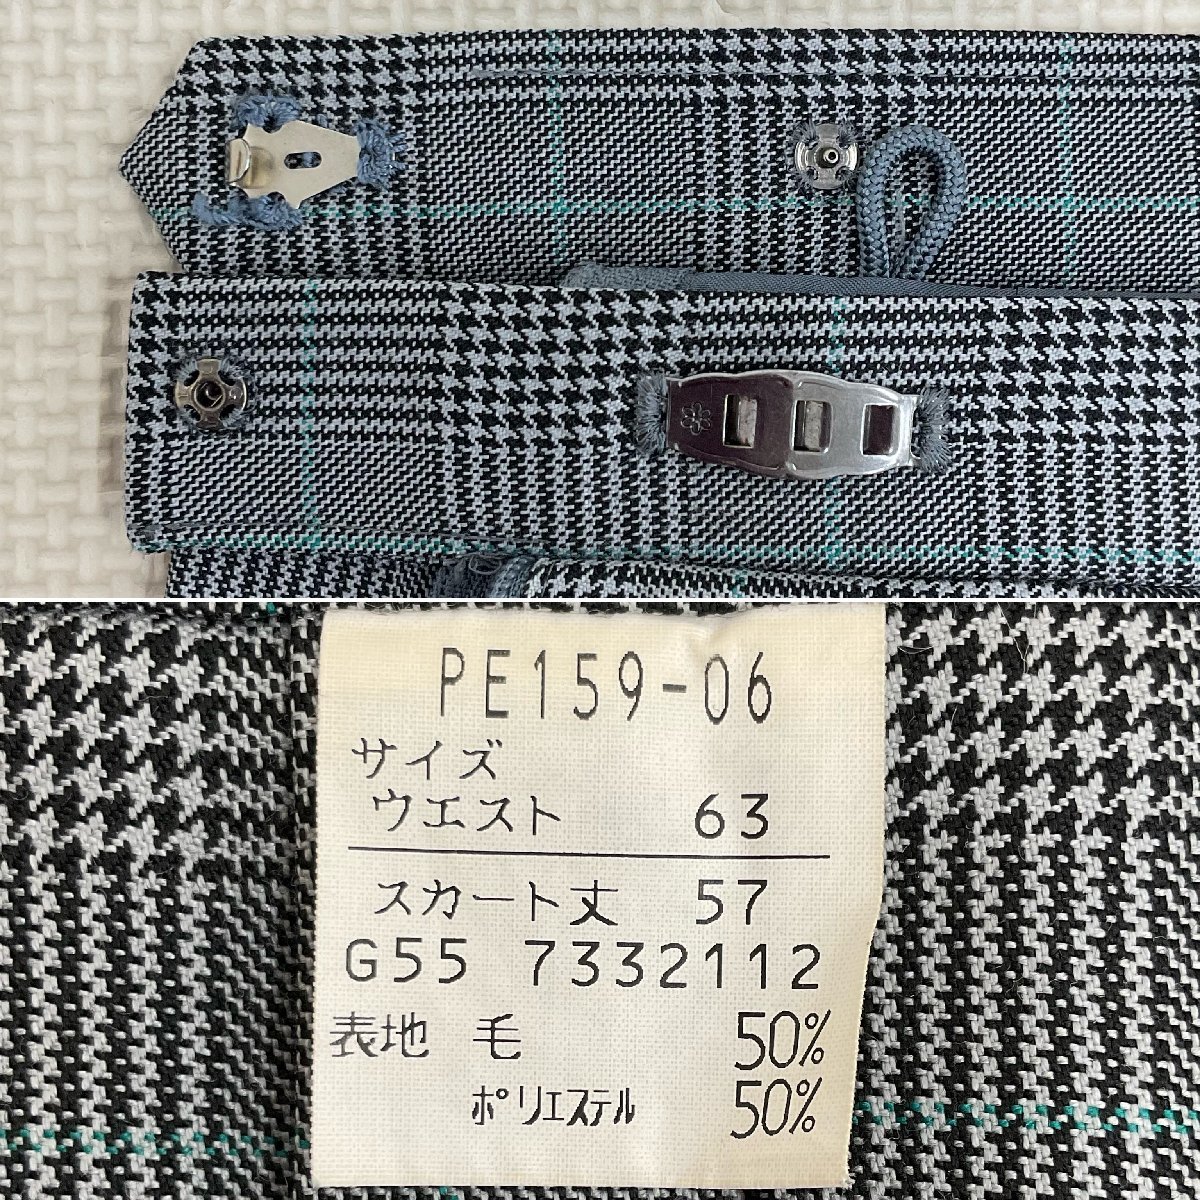 PE159-06
サイズ
ウエスト 63
スカート丈 57
G55 7332112
表地 毛 50%
ポリエステル 50%